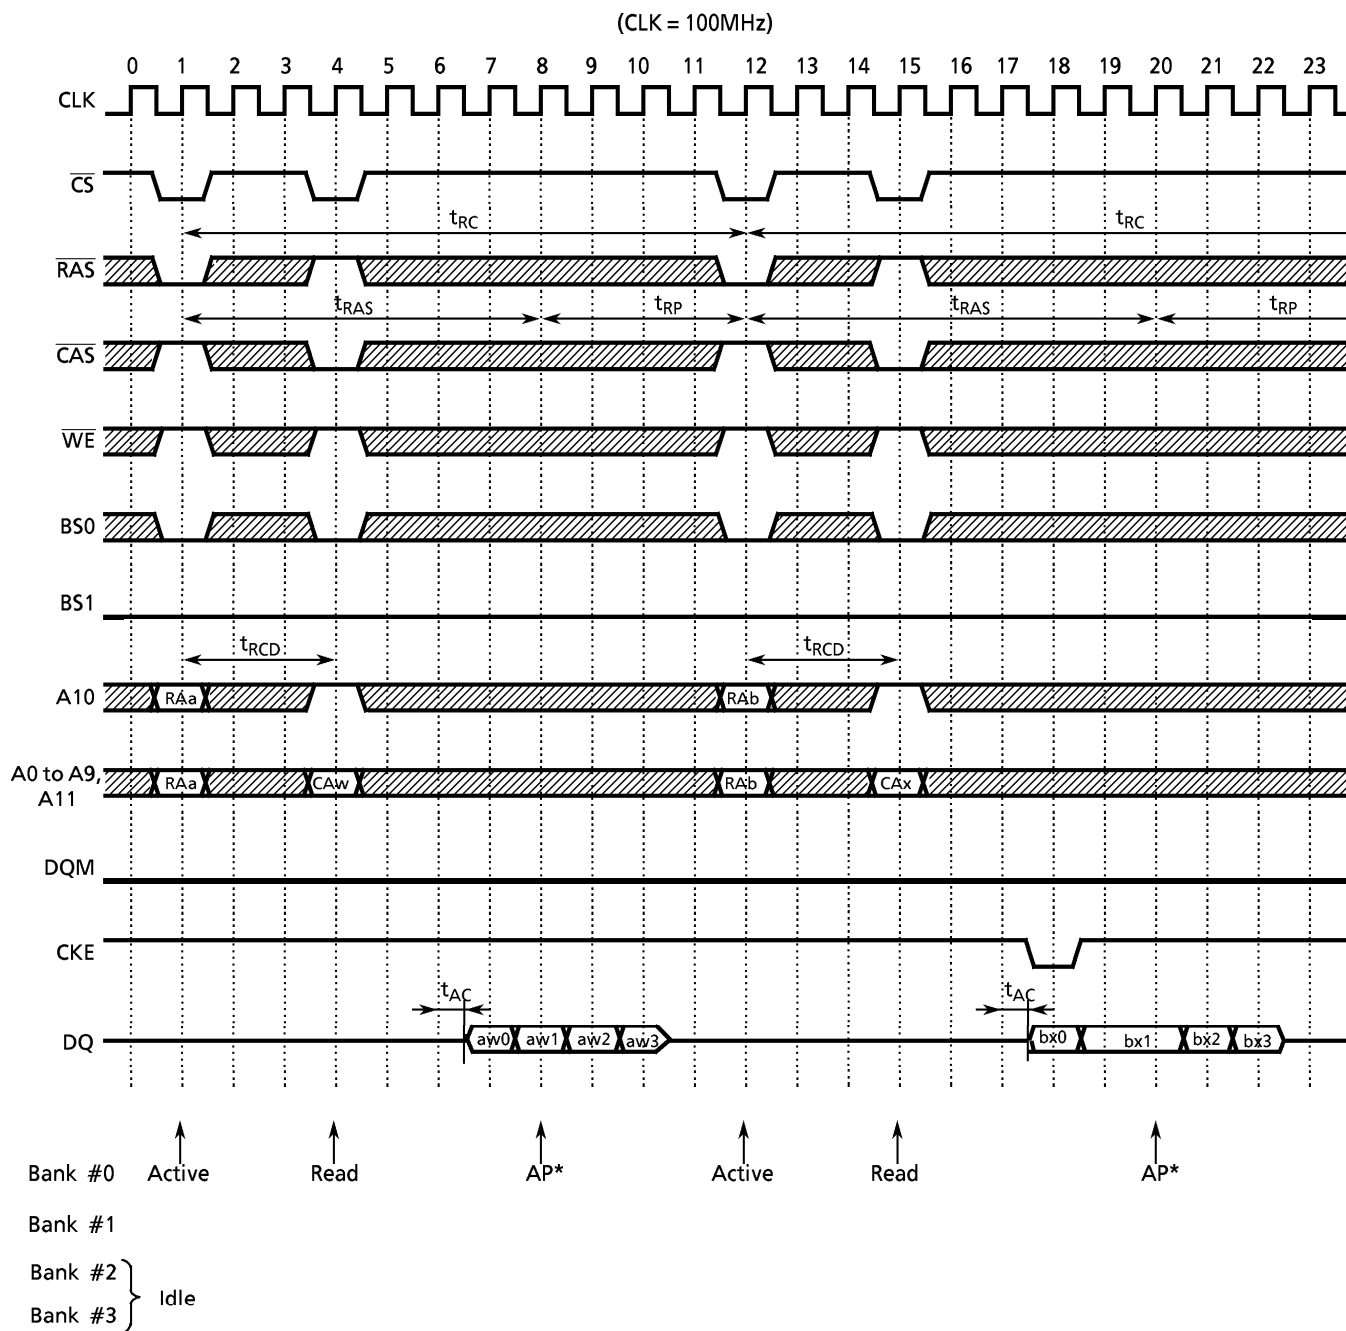 (CLK = 100MHz)
0 1 2 3 4 5 6 7 8 9 10 11 12 13 14 15 16 17 18 19 20 21 22 23
CLK
CS
tRC tRC
RAS
tRAS tRP tRAS tRP
CAS
WE
BS0
BS1
tRCD tRCD
A10 RAa RAb
A0 to A9, RAa CAw RAb CAx
A11
DQM
CKE
tAC tAC
DQ aw0 aw1 aw2 aw3 bx0 bx1 bx2 bx3
Bank #0 Active Read AP* Active Read AP*
Bank #1
Bank #2
Idle
Bank #3